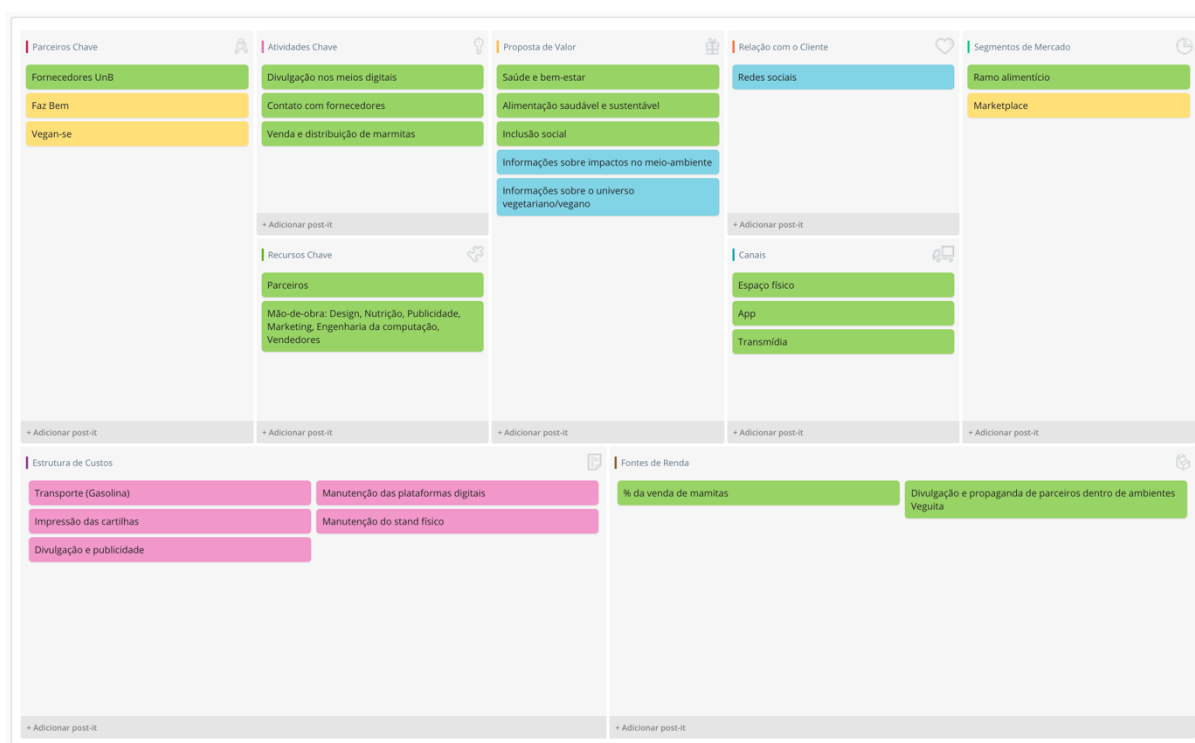 Parceiros Chave
Fornecedores UnB
Faz Bem
Vegan-se
+ Adicionar post-it
Atividades Chave
Divulgação nos meios digitais
Contato com fornecedores
Venda e distribuição de marmitas
+ Adicionar post-it
Recursos Chave
Parceiros
Mão-de-obra: Design, Nutrição, Publicidade,
Marketing, Engenharia da computação,
Vendedores
+ Adicionar post-it
Proposta de Valor
Saúde e bem-estar
Alimentação saudável e sustentável
Inclusão social
Informações sobre impactos no meio-ambiente
Informações sobre o universo
vegetariano/vegano
+ Adicionar post-it
Relação com o Cliente
Redes sociais
+ Adicionar post-it
Canais
Espaço físico
App
Transmídia
+ Adicionar post-it
Segmentos de Mercado
Ramo alimentício
Marketplace
+ Adicionar post-it
Estrutura de Custos
Transporte (Gasolina)
Impressão das cartilhas
Divulgação e publicidade
Manutenção das plataformas digitais
Manutenção do stand físico
+ Adicionar post-it
Fontes de Renda
% da venda de mamitas
Divulgação e propaganda de parceiros dentro de ambientes
Veguita
+ Adicionar post-it